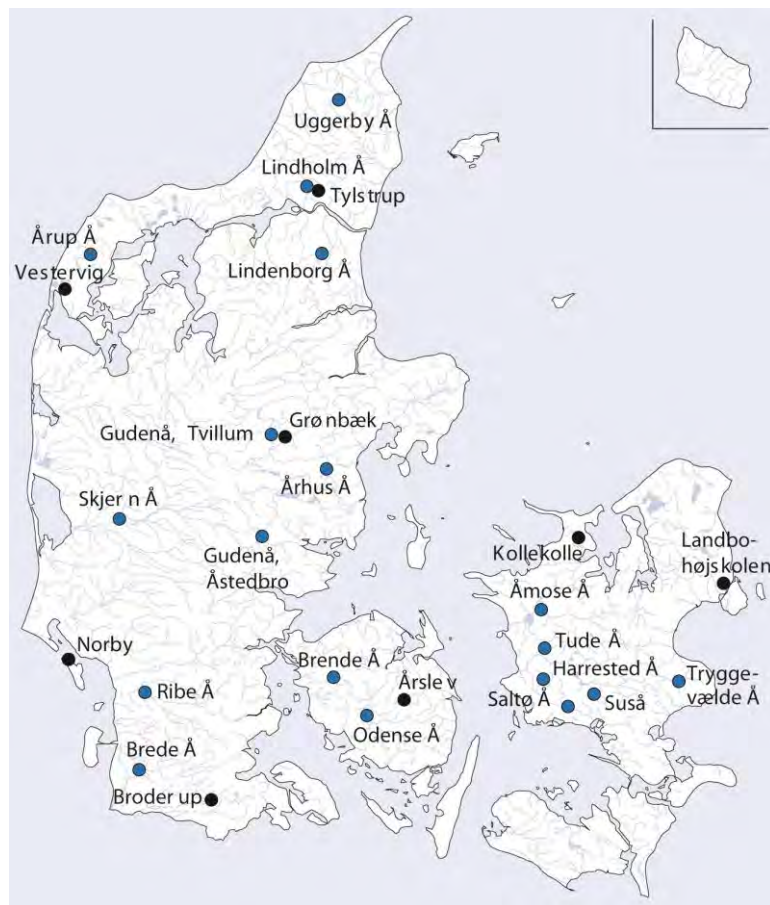 Uggerby Å
Lindholm Å
Tylstrup
Årup Å
Lindenborg Å
Vestervig
Grønbæk
Gudenå, Tvillum
Århus Å
Skjern Å
Gudenå,
Åstedbro
Kollekolle
Landbo-
højskolen
Åmose Å
Norby
Tude Å
Brende Å
Harrested Å
Trygge-
vælde Å
Årslev
Ribe Å
Saltø Å
Suså
Odense Å
Brede Å
Broderup